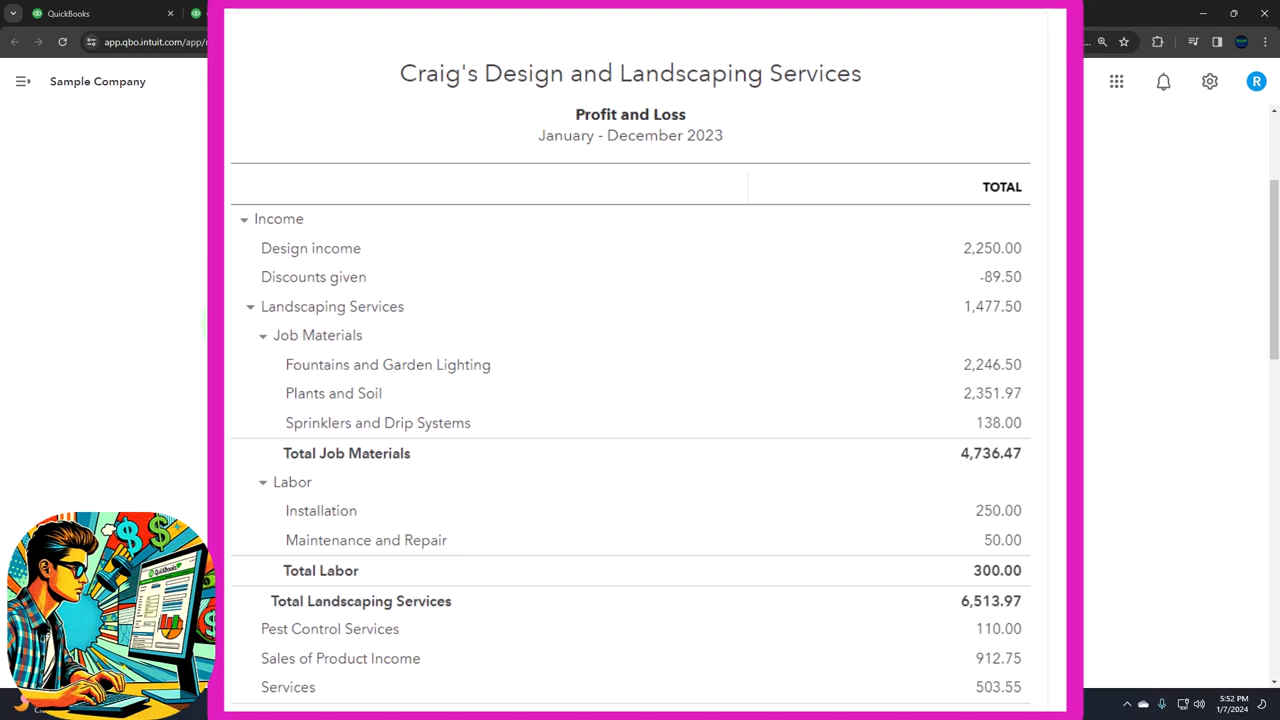 QuickBooks
app.qbo.intuit.com/app/r
Sample Company
R
Craig's Design and Landscaping Services
Profit and Loss
January - December 2023
TOTAL
Income
Design income 2,250.00
Discounts given -89.50
Landscaping Services 1,477.50
Job Materials
Fountains and Garden Lighting 2,246.50
Plants and Soil 2,351.97
Sprinklers and Drip Systems 138.00
Total Job Materials 4,736.47
Labor
Installation 250.00
Maintenance and Repair 50.00
Total Labor 300.00
Total Landscaping Services 6,513.97
Pest Control Services 110.00
Sales of Product Income 912.75
Services 503.55
QuickBooks
5:52 PM
1/7/2024